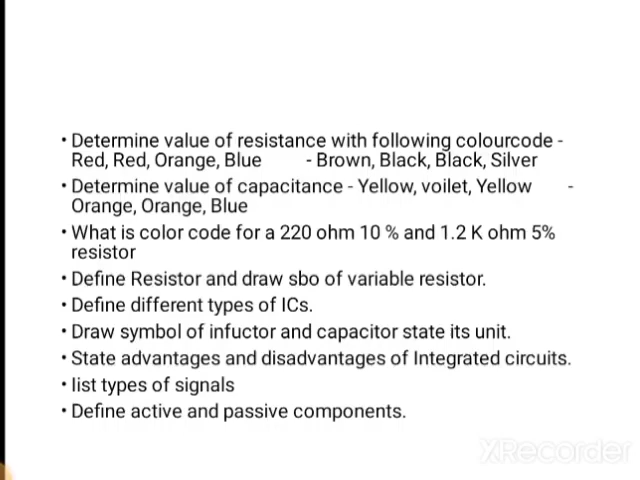 • Determine value of resistance with following colourcode -
Red, Red, Orange, Blue - Brown, Black, Black, Silver
• Determine value of capacitance - Yellow, voilet, Yellow -
Orange, Orange, Blue
• What is color code for a 220 ohm 10 % and 1.2 K ohm 5%
resistor
• Define Resistor and draw sbo of variable resistor.
• Define different types of ICs.
• Draw symbol of infuctor and capacitor state its unit.
• State advantages and disadvantages of Integrated circuits.
• list types of signals
• Define active and passive components.
XRecorder